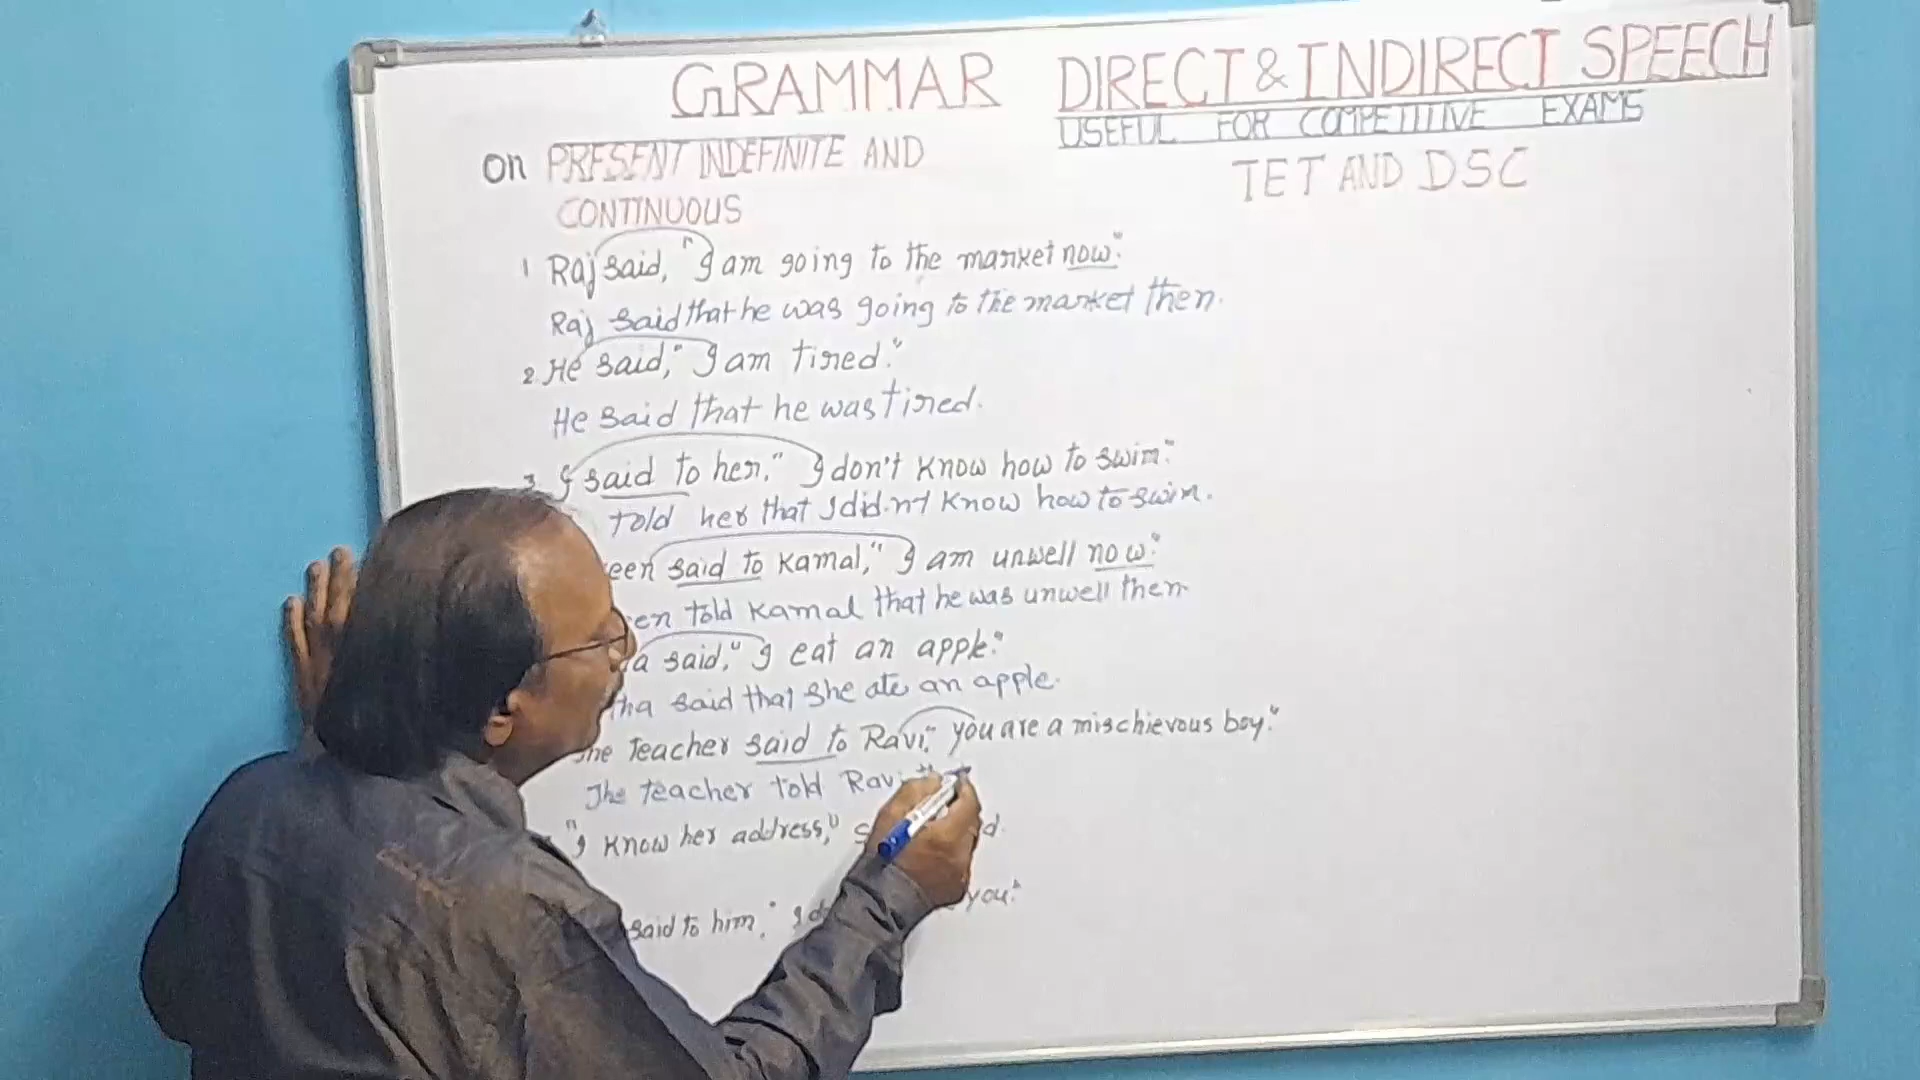 GRAMMAR DIRECT & INDIRECT SPEECH
USEFUL FOR COMPETITIVE EXAMS
TET AND DSC
on PRESENT INDEFINITE AND
CONTINUOUS
1 Raj said, "I am going to the market now."
Raj said that he was going to the market then.
2. He said," I am tired."
He said that he was tired.
3 I said to her," I don't know how to swim."
told her that I didn't know how to swim.
said to Kamal," I am unwell now."
told Kamal that he was unwell then
said," I eat an apple."
said that she ate an apple.
Teacher said to Ravi," you are a mischievous boy."
The teacher told
"I know her address,"
said to him," I you."